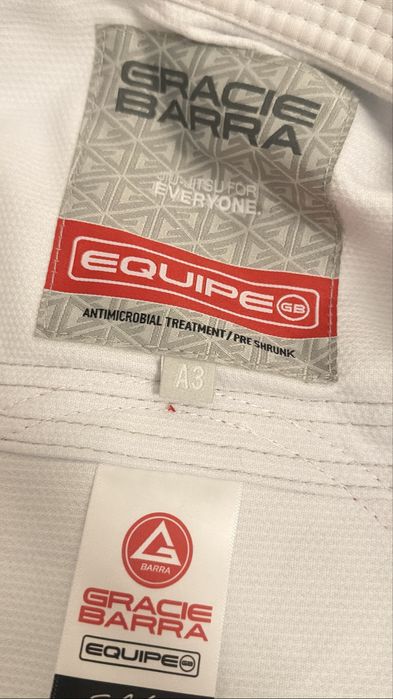 GRACIE
BARRA
JIU-JITSU FOR
EVERYONE.
EQUIPE GB
ANTIMICROBIAL TREATMENT / PRE SHRUNK
A3
BARRA
GRACIE
BARRA
EQUIPE GB